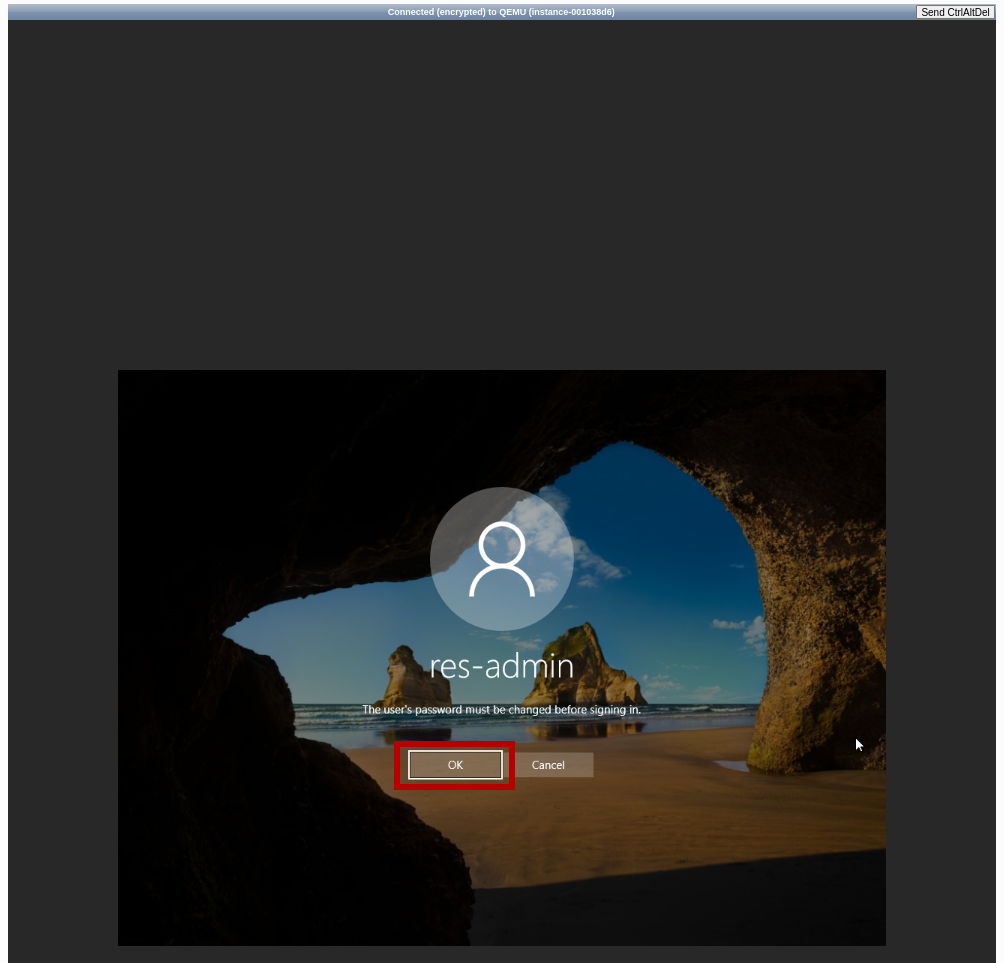 Connected (encrypted) to QEMU (instance-001038d6)
Send CtrlAltDel
res-admin
The user's password must be changed before signing in.
OK
Cancel